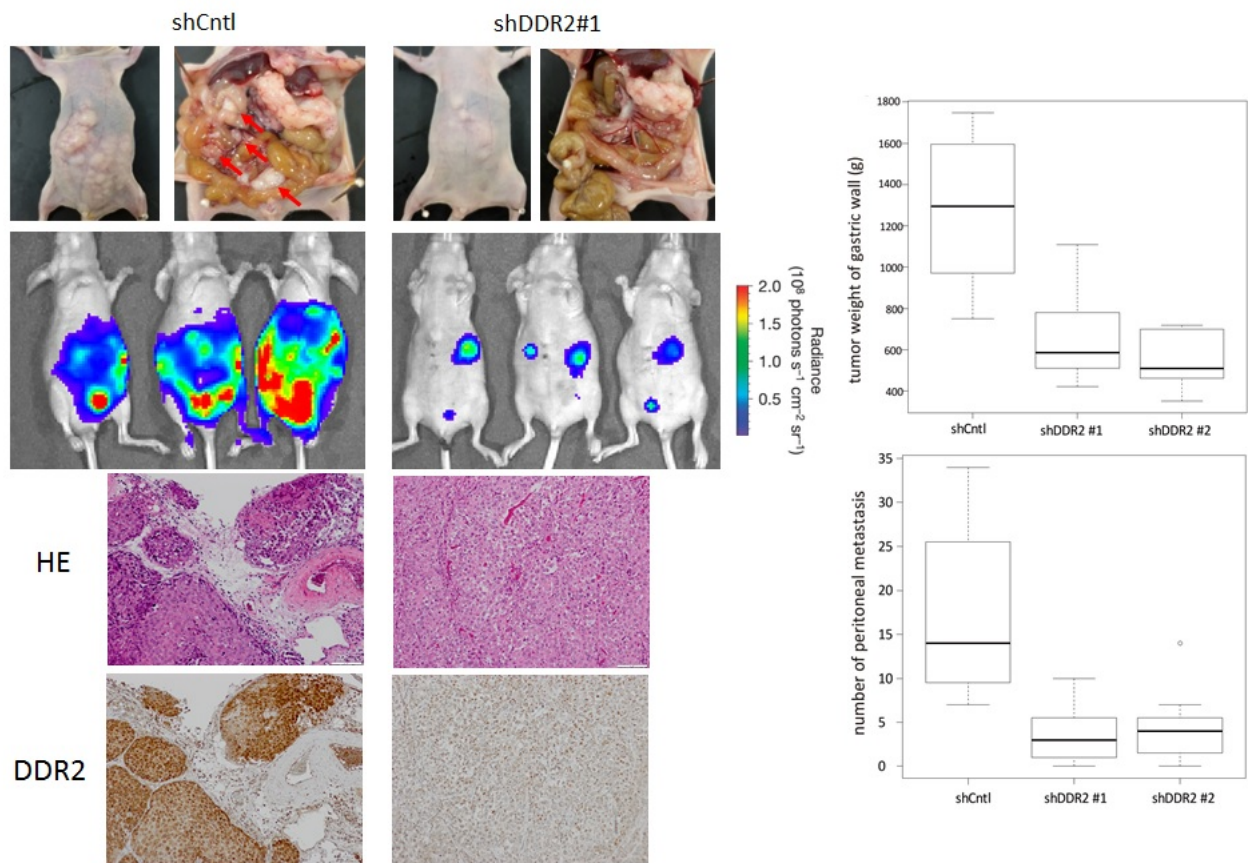 shCntl
shDDR2#1
2.0
1.5
1.0
0.5
Radiance
(10⁸ photons s⁻¹ cm⁻² sr⁻¹)
HE
DDR2
1800
1600
1400
1200
1000
800
600
400
tumor weight of gastric wall (g)
shCntl
shDDR2 #1
shDDR2 #2
35
30
25
20
15
10
5
0
number of peritoneal metastasis
shCntl
shDDR2 #1
shDDR2 #2